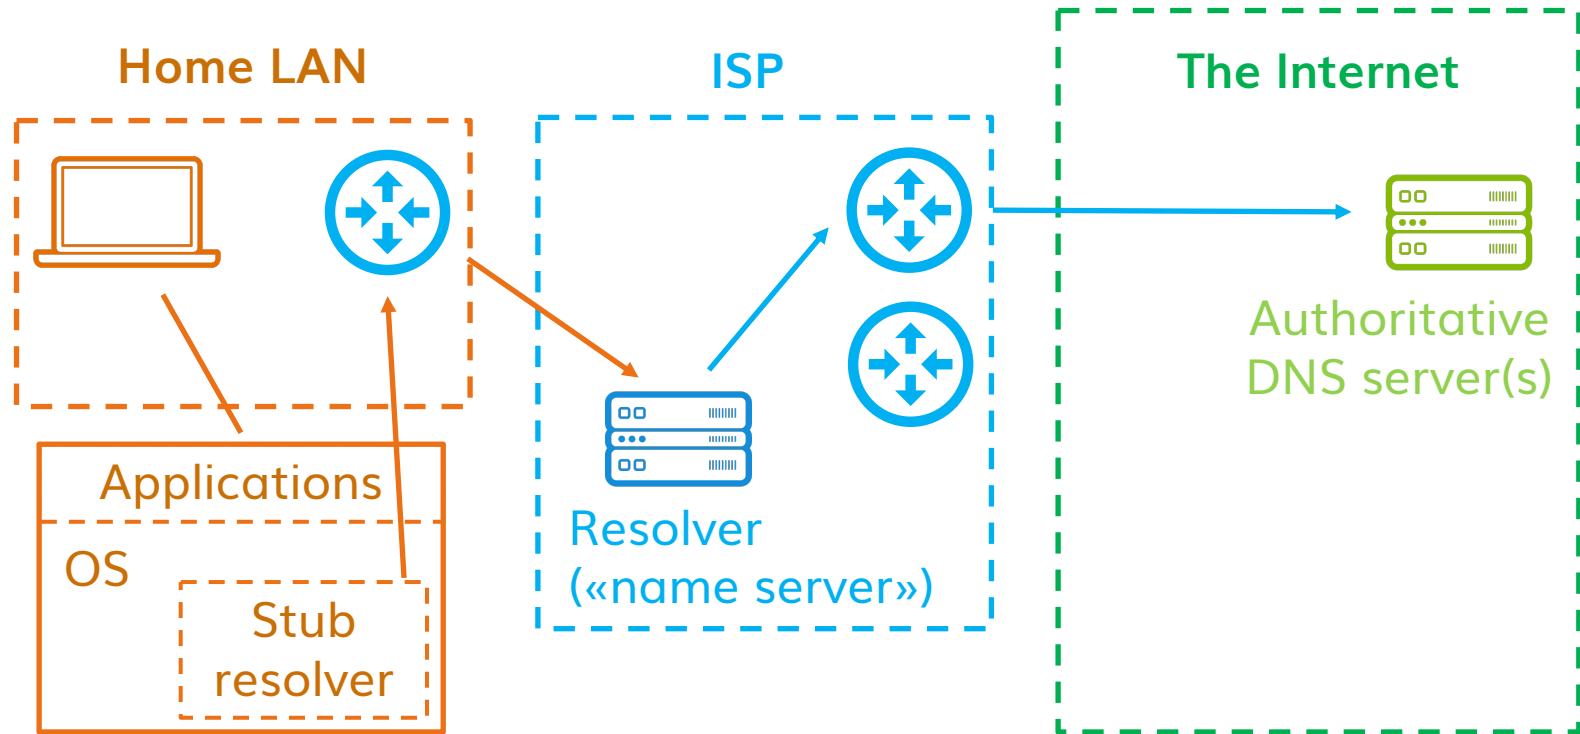 Home LAN
ISP
The Internet
Applications
OS
Stub
resolver
Resolver
(«name server»)
Authoritative
DNS server(s)